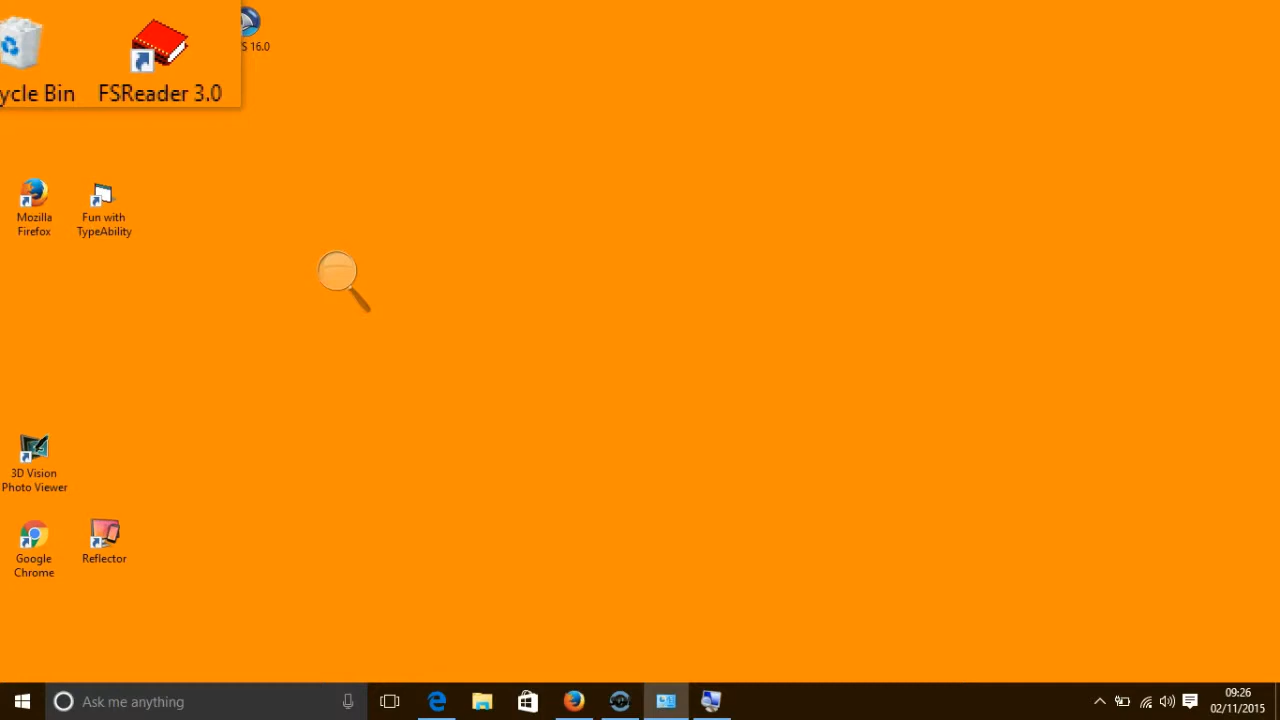 ycle Bin
FSReader 3.0
S 16.0
Mozilla
Firefox
Fun with
TypeAbility
3D Vision
Photo Viewer
Google
Chrome
Reflector
Ask me anything
09:26
02/11/2015